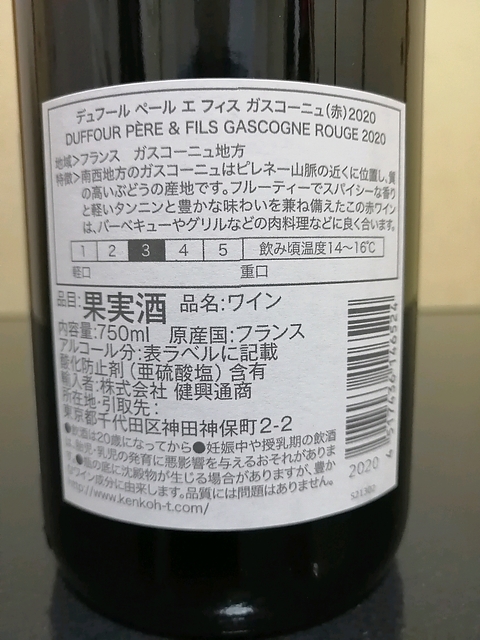 デュフール ペール エ フィス ガスコーニュ(赤)2020
DUFFOUR PÈRE & FILS GASCOGNE ROUGE 2020
地域>フランス ガスコーニュ地方
特徴>南西地方のガスコーニュはピレネー山脈の近くに位置し、質
の高いぶどうの産地です。フルーティーでスパイシーな香り
と軽いタンニンと豊かな味わいを兼ね備えたこの赤ワイン
は、バーベキューやグリルなどの肉料理などに良く合います。
1 2 3 4 5 飲み頃温度14~16℃
軽口 重口
品目:果実酒 品名:ワイン
内容量:750ml 原産国:フランス
アルコール分:表ラベルに記載
酸化防止剤(亜硫酸塩)含有
輸入者:株式会社 健興通商
所在地・引取先:
東京都千代田区神田神保町2-2
●飲酒は20歳になってから●妊娠中や授乳期の飲酒
は、胎児・乳児の発育に悪影響を与えるおそれがありま
す。●瓶の底に沈殿物が生じる場合がありますが、豊か
なワイン成分に由来します。品質には問題はありません。
http://www.kenkoh-t.com/
2020